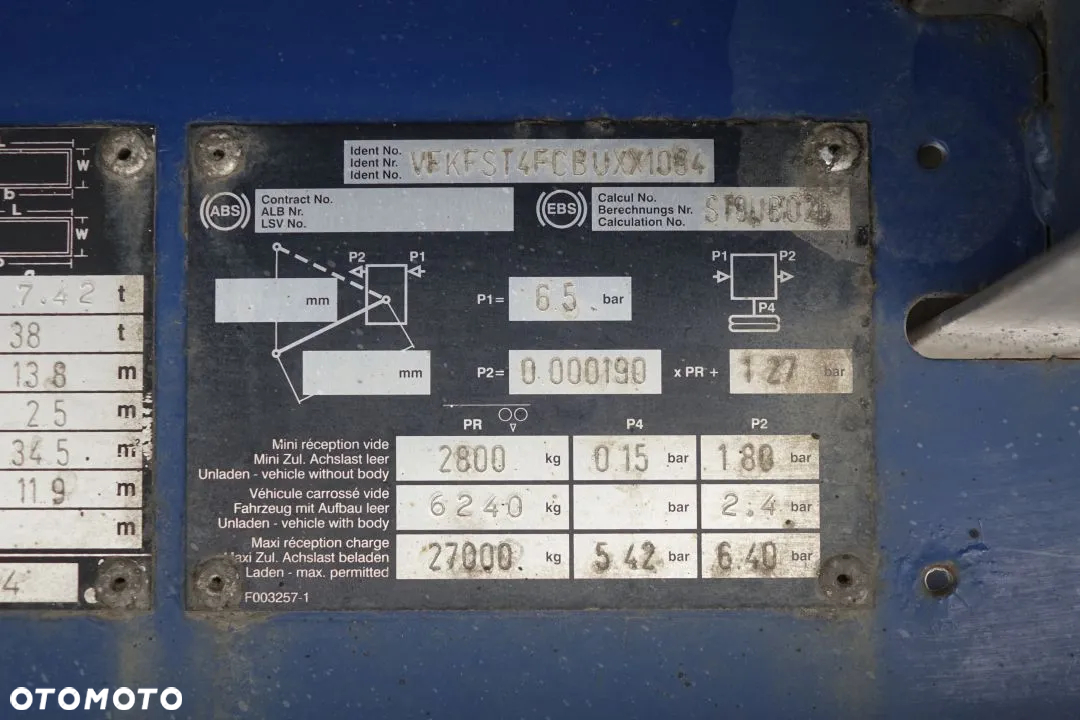 L
W
b
L
W
7.42 t
38 t
13.8 m
2.5 m
34.5 m²
11.9 m
m
4
Ident No.
Ident Nr.
Ident No.
VFKFST4FCBUXX1084
ABS
Contract No.
ALB Nr.
LSV No.
EBS
Calcul No.
Berechnungs Nr.
Calculation No.
P2 P1
mm
mm
P1= 6.5 bar
P1 P2
P4
P2= 0.000190 x PR + 1.27 bar
PR P4 P2
Mini réception vide
Mini Zul. Achslast leer
Unladen - vehicle without body
2800 kg 0.15 bar 1.80 bar
Véhicule carrossé vide
Fahrzeug mit Aufbau leer
Unladen - vehicle with body
6240 kg bar 2.4 bar
Maxi réception charge
Maxi Zul. Achslast beladen
Laden - max. permitted
27000 kg 5.42 bar 6.40 bar
F003257-1
OTOMOTO